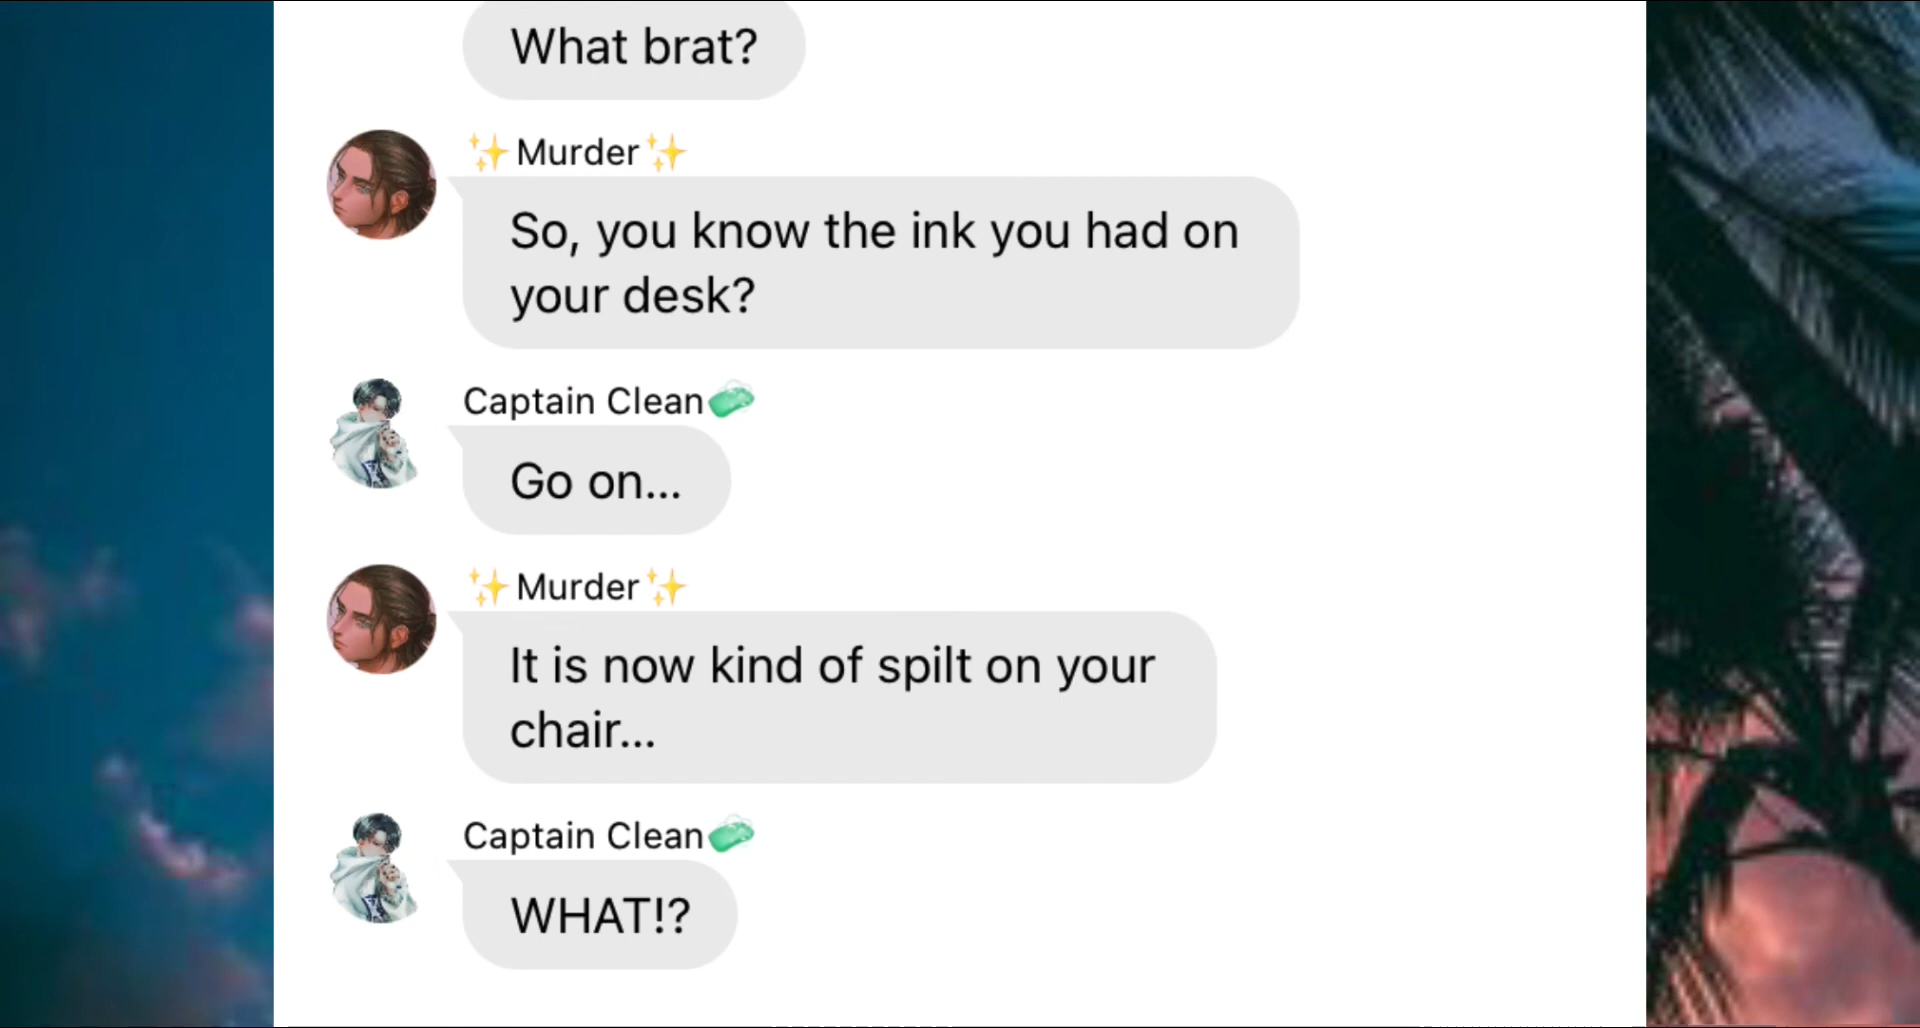 What brat?
✨Murder✨
So, you know the ink you had on
your desk?
Captain Clean🧼
Go on...
✨Murder✨
It is now kind of spilt on your
chair...
Captain Clean🧼
WHAT!?